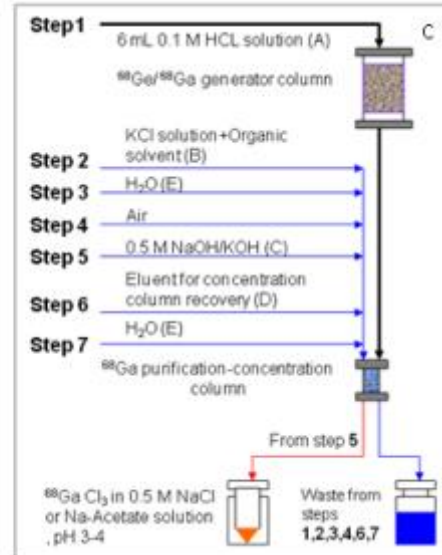 C
Step1
6 mL 0.1 M HCL solution (A)
⁶⁸Ge/⁶⁸Ga generator column
KCl solution+Organic
solvent (B)
Step 2
H₂O (E)
Step 3
Air
Step 4
0.5 M NaOH/KOH (C)
Step 5
Eluent for concentration
column recovery (D)
Step 6
H₂O (E)
Step 7
⁶⁸Ga purification-concentration
column
From step 5
⁶⁸Ga Cl₃ in 0.5 M NaCl
or Na-Acetate solution
, pH 3-4
Waste from
steps
1,2,3,4,6,7